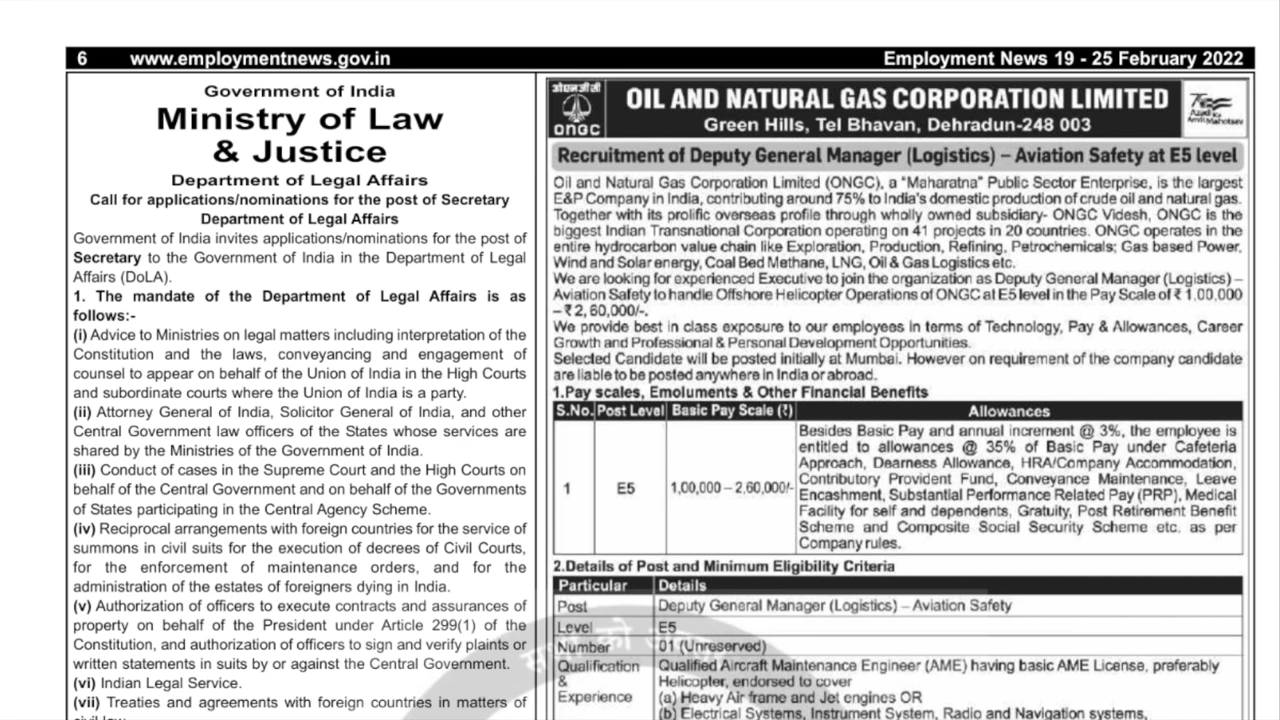 6 www.employmentnews.gov.in Employment News 19 - 25 February 2022
Government of India
Ministry of Law
& Justice
Department of Legal Affairs
Call for applications/nominations for the post of Secretary
Department of Legal Affairs
Government of India invites applications/nominations for the post of
Secretary to the Government of India in the Department of Legal
Affairs (DoLA).
1. The mandate of the Department of Legal Affairs is as
follows:-
(i) Advice to Ministries on legal matters including interpretation of the
Constitution and the laws, conveyancing and engagement of
counsel to appear on behalf of the Union of India in the High Courts
and subordinate courts where the Union of India is a party.
(ii) Attorney General of India, Solicitor General of India, and other
Central Government law officers of the States whose services are
shared by the Ministries of the Government of India.
(iii) Conduct of cases in the Supreme Court and the High Courts on
behalf of the Central Government and on behalf of the Governments
of States participating in the Central Agency Scheme.
(iv) Reciprocal arrangements with foreign countries for the service of
summons in civil suits for the execution of decrees of Civil Courts,
for the enforcement of maintenance orders, and for the
administration of the estates of foreigners dying in India.
(v) Authorization of officers to execute contracts and assurances of
property on behalf of the President under Article 299(1) of the
Constitution, and authorization of officers to sign and verify plaints or
written statements in suits by or against the Central Government.
(vi) Indian Legal Service.
(vii) Treaties and agreements with foreign countries in matters of
ओएनजीसी
ONGC
OIL AND NATURAL GAS CORPORATION LIMITED
Green Hills, Tel Bhavan, Dehradun-248 003
Azadi Ka
Amrit Mahotsav
Recruitment of Deputy General Manager (Logistics) – Aviation Safety at E5 level
Oil and Natural Gas Corporation Limited (ONGC), a "Maharatna" Public Sector Enterprise, is the largest
E&P Company in India, contributing around 75% to India's domestic production of crude oil and natural gas.
Together with its prolific overseas profile through wholly owned subsidiary- ONGC Videsh, ONGC is the
biggest Indian Transnational Corporation operating on 41 projects in 20 countries. ONGC operates in the
entire hydrocarbon value chain like Exploration, Production, Refining, Petrochemicals; Gas based Power,
Wind and Solar energy, Coal Bed Methane, LNG, Oil & Gas Logistics etc.
We are looking for experienced Executive to join the organization as Deputy General Manager (Logistics) –
Aviation Safety to handle Offshore Helicopter Operations of ONGC at E5 level in the Pay Scale of ₹ 1,00,000
– ₹ 2, 60,000/-.
We provide best in class exposure to our employees in terms of Technology, Pay & Allowances, Career
Growth and Professional & Personal Development Opportunities.
Selected Candidate will be posted initially at Mumbai. However on requirement of the company candidate
are liable to be posted anywhere in India or abroad.
1.Pay scales, Emoluments & Other Financial Benefits
S.No. Post Level Basic Pay Scale (₹) Allowances
1 E5 1,00,000 – 2,60,000/-
Besides Basic Pay and annual increment @ 3%, the employee is
entitled to allowances @ 35% of Basic Pay under Cafeteria
Approach, Dearness Allowance, HRA/Company Accommodation,
Contributory Provident Fund, Conveyance Maintenance, Leave
Encashment, Substantial Performance Related Pay (PRP), Medical
Facility for self and dependents, Gratuity, Post Retirement Benefit
Scheme and Composite Social Security Scheme etc. as per
Company rules.
2.Details of Post and Minimum Eligibility Criteria
Particular Details
Post Deputy General Manager (Logistics) – Aviation Safety
Level E5
Number 01 (Unreserved)
Qualification Qualified Aircraft Maintenance Engineer (AME) having basic AME License, preferably
& Helicopter, endorsed to cover
Experience (a) Heavy Air frame and Jet engines OR
(b) Electrical Systems, Instrument System, Radio and Navigation systems,